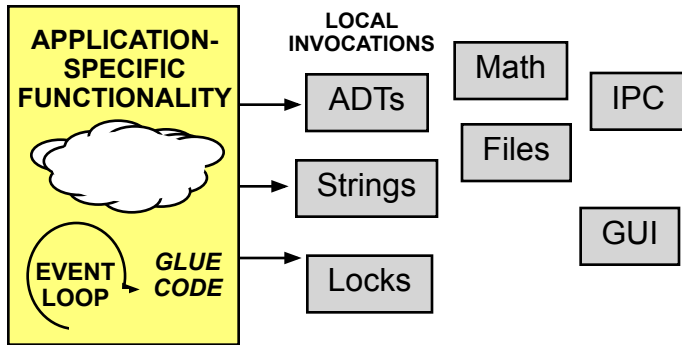 APPLICATION-
SPECIFIC
FUNCTIONALITY
EVENT
LOOP
GLUE
CODE
LOCAL
INVOCATIONS
ADTs
Strings
Locks
Math
Files
IPC
GUI